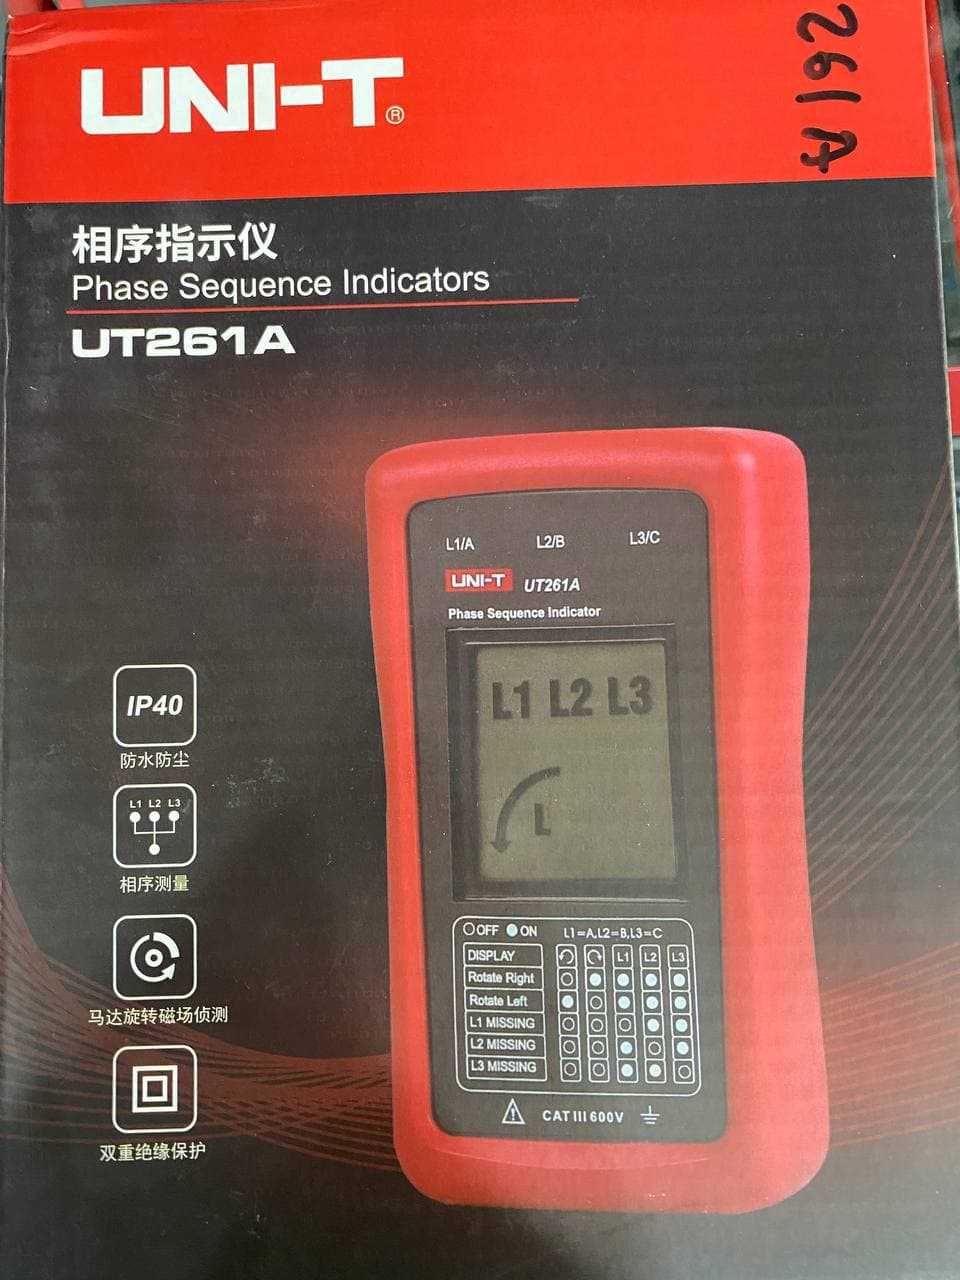 UNI-T®
261A
相序指示仪
Phase Sequence Indicators
UT261A
L1/A L2/B L3/C
UNI-T UT261A
Phase Sequence Indicator
L1 L2 L3
L
IP40
防水防尘
L1 L2 L3
相序测量
马达旋转磁场侦测
双重绝缘保护
OFF ON L1=A,L2=B,L3=C
DISPLAY L1 L2 L3
Rotate Right
Rotate Left
L1 MISSING
L2 MISSING
L3 MISSING
CAT III 600V